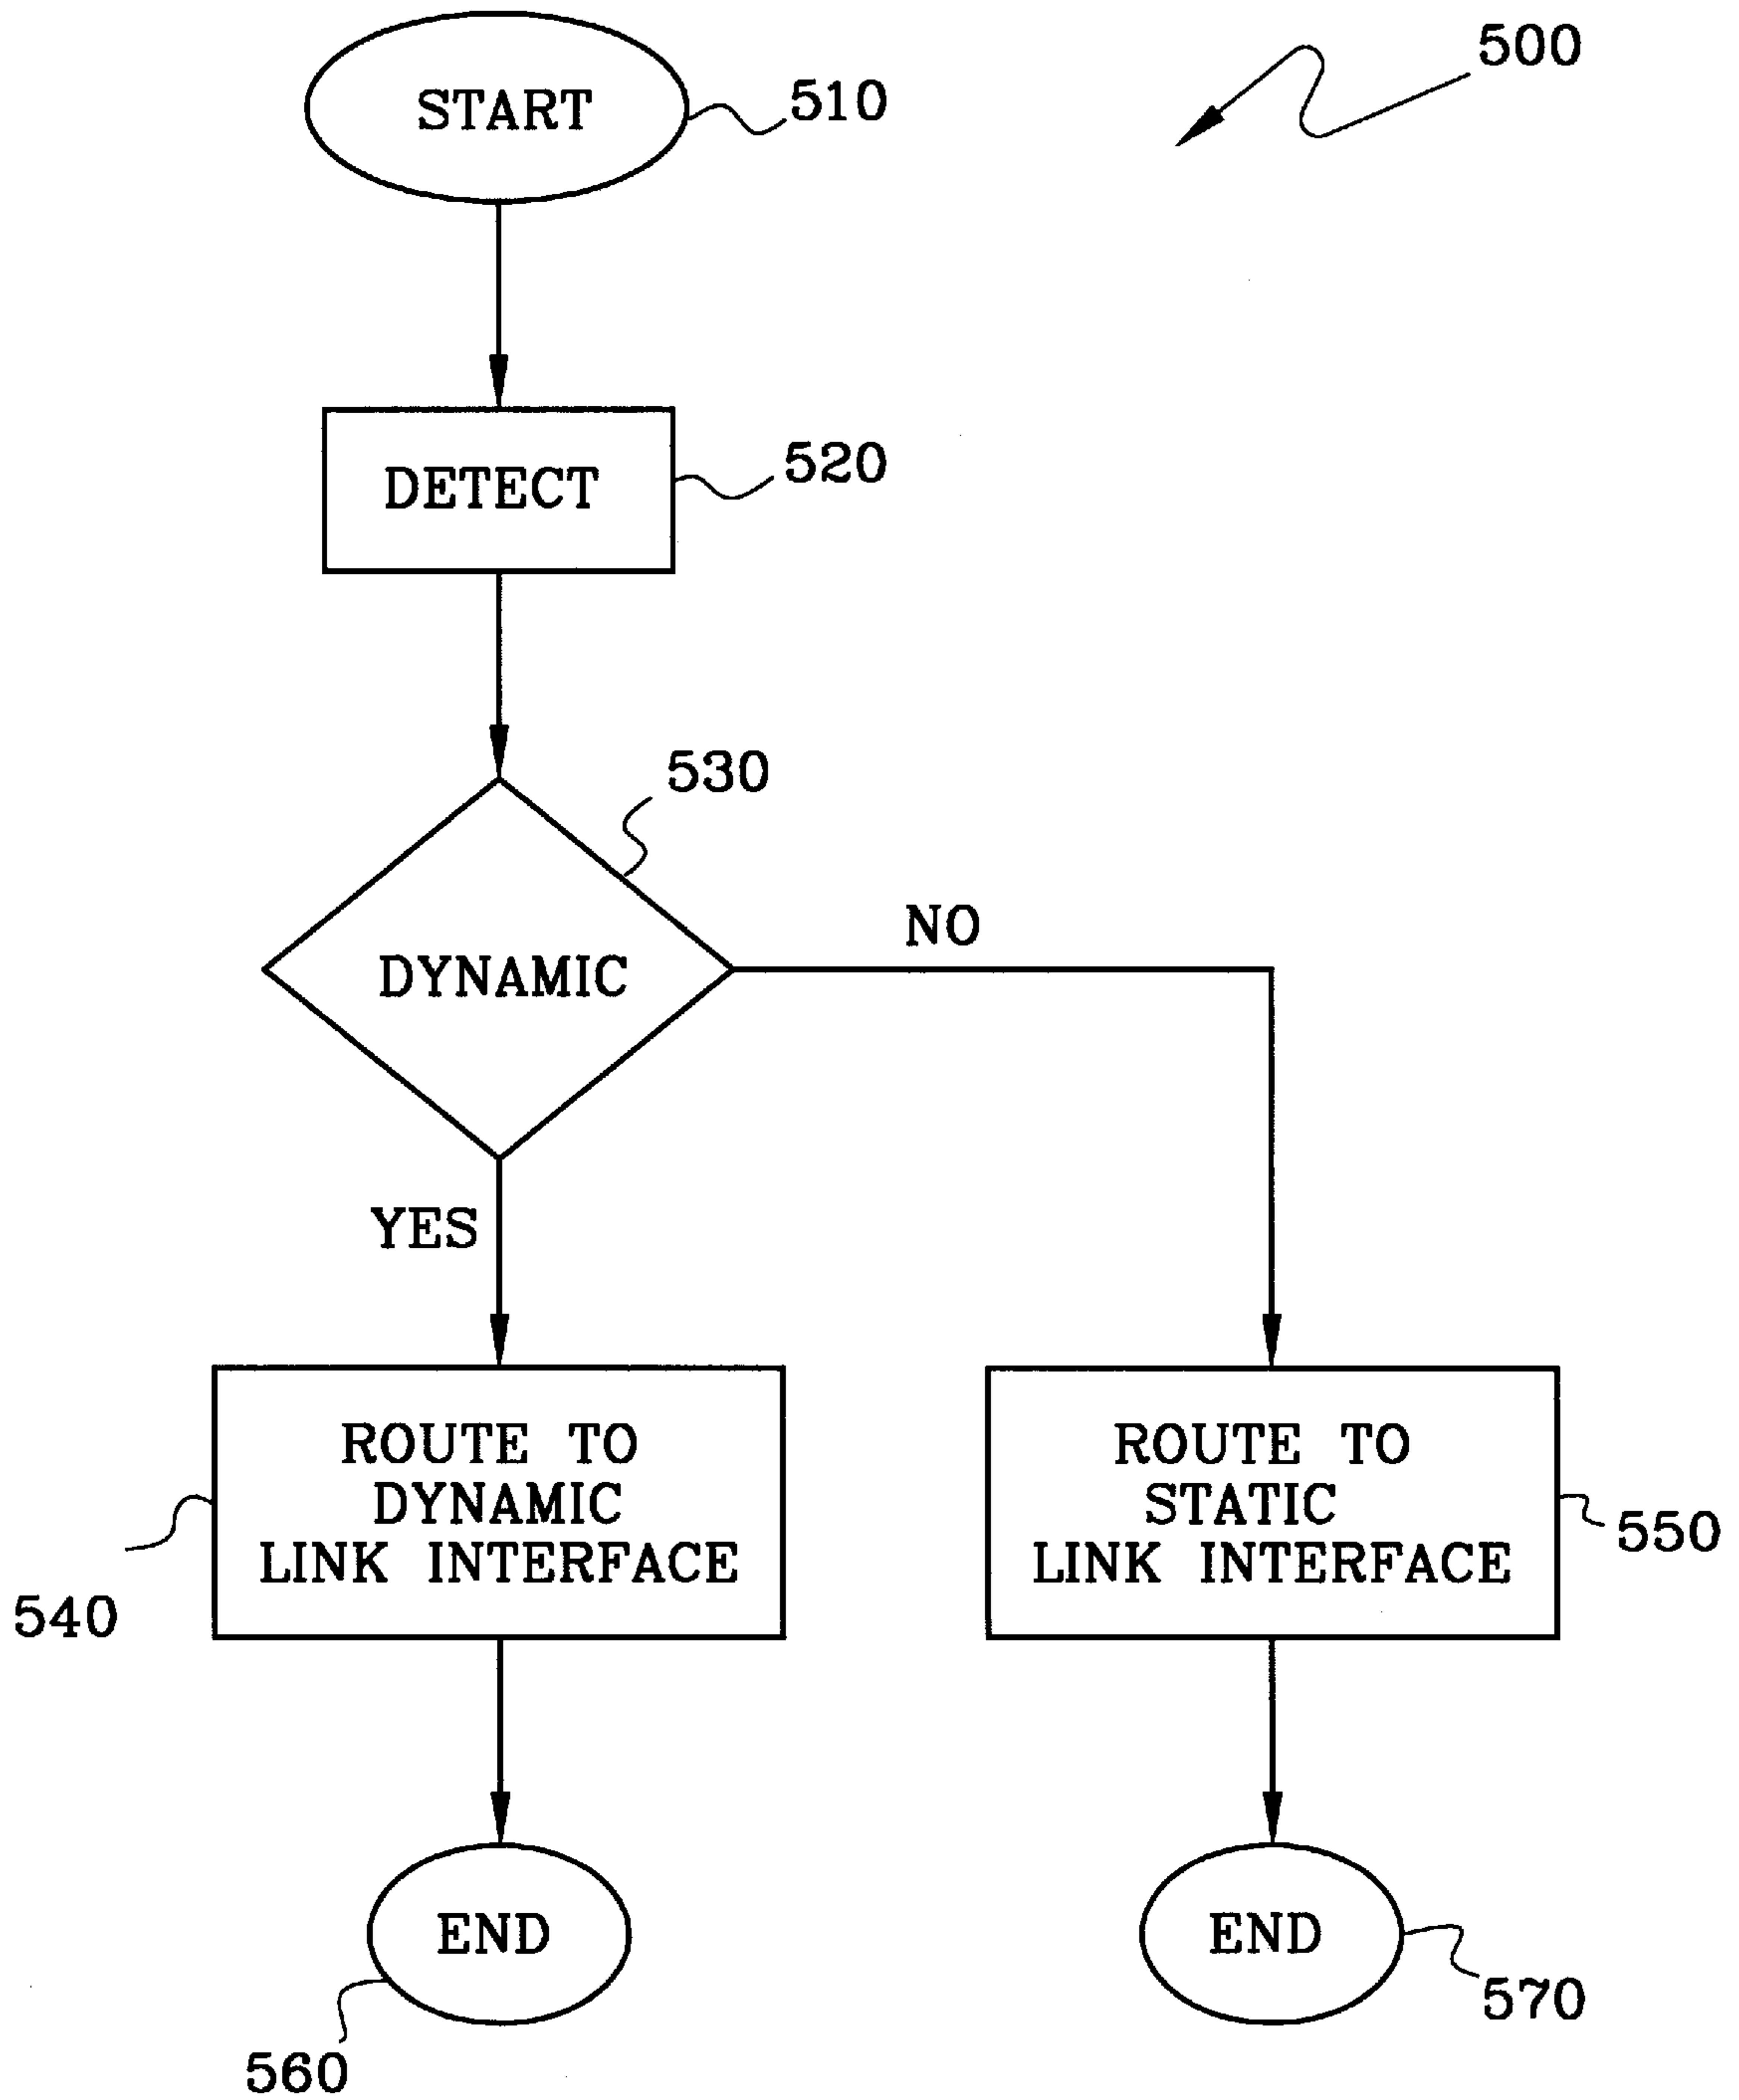 500
START
510
DETECT
520
530
DYNAMIC
NO
YES
ROUTE TO
DYNAMIC
LINK INTERFACE
540
ROUTE TO
STATIC
LINK INTERFACE
550
END
560
END
570